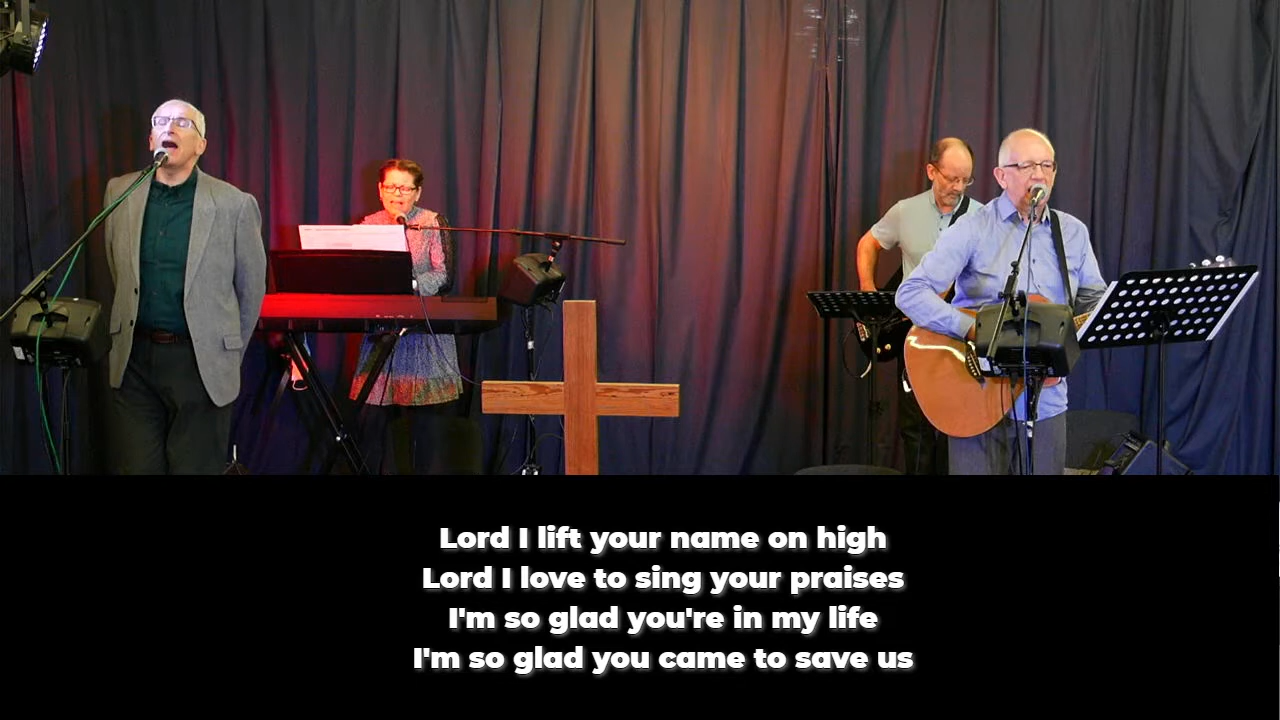 Lord I lift your name on high
Lord I love to sing your praises
I'm so glad you're in my life
I'm so glad you came to save us